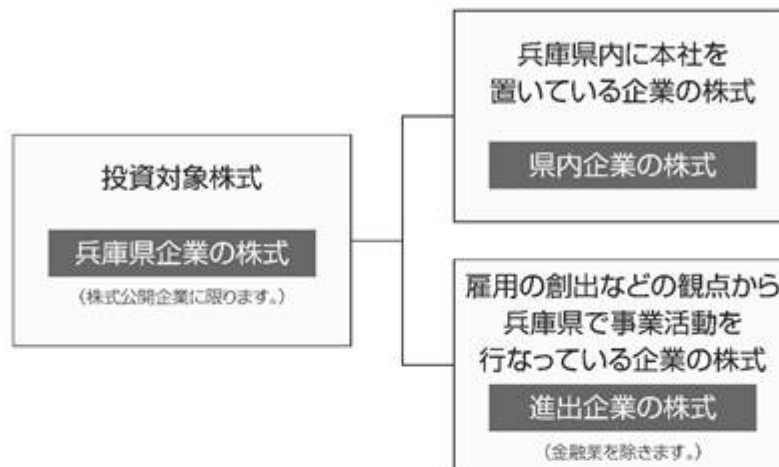 投資対象株式
兵庫県企業の株式
（株式公開企業に限ります。）
兵庫県内に本社を
置いている企業の株式
県内企業の株式
雇用の創出などの観点から
兵庫県で事業活動を
行なっている企業の株式
進出企業の株式
（金融業を除きます。）